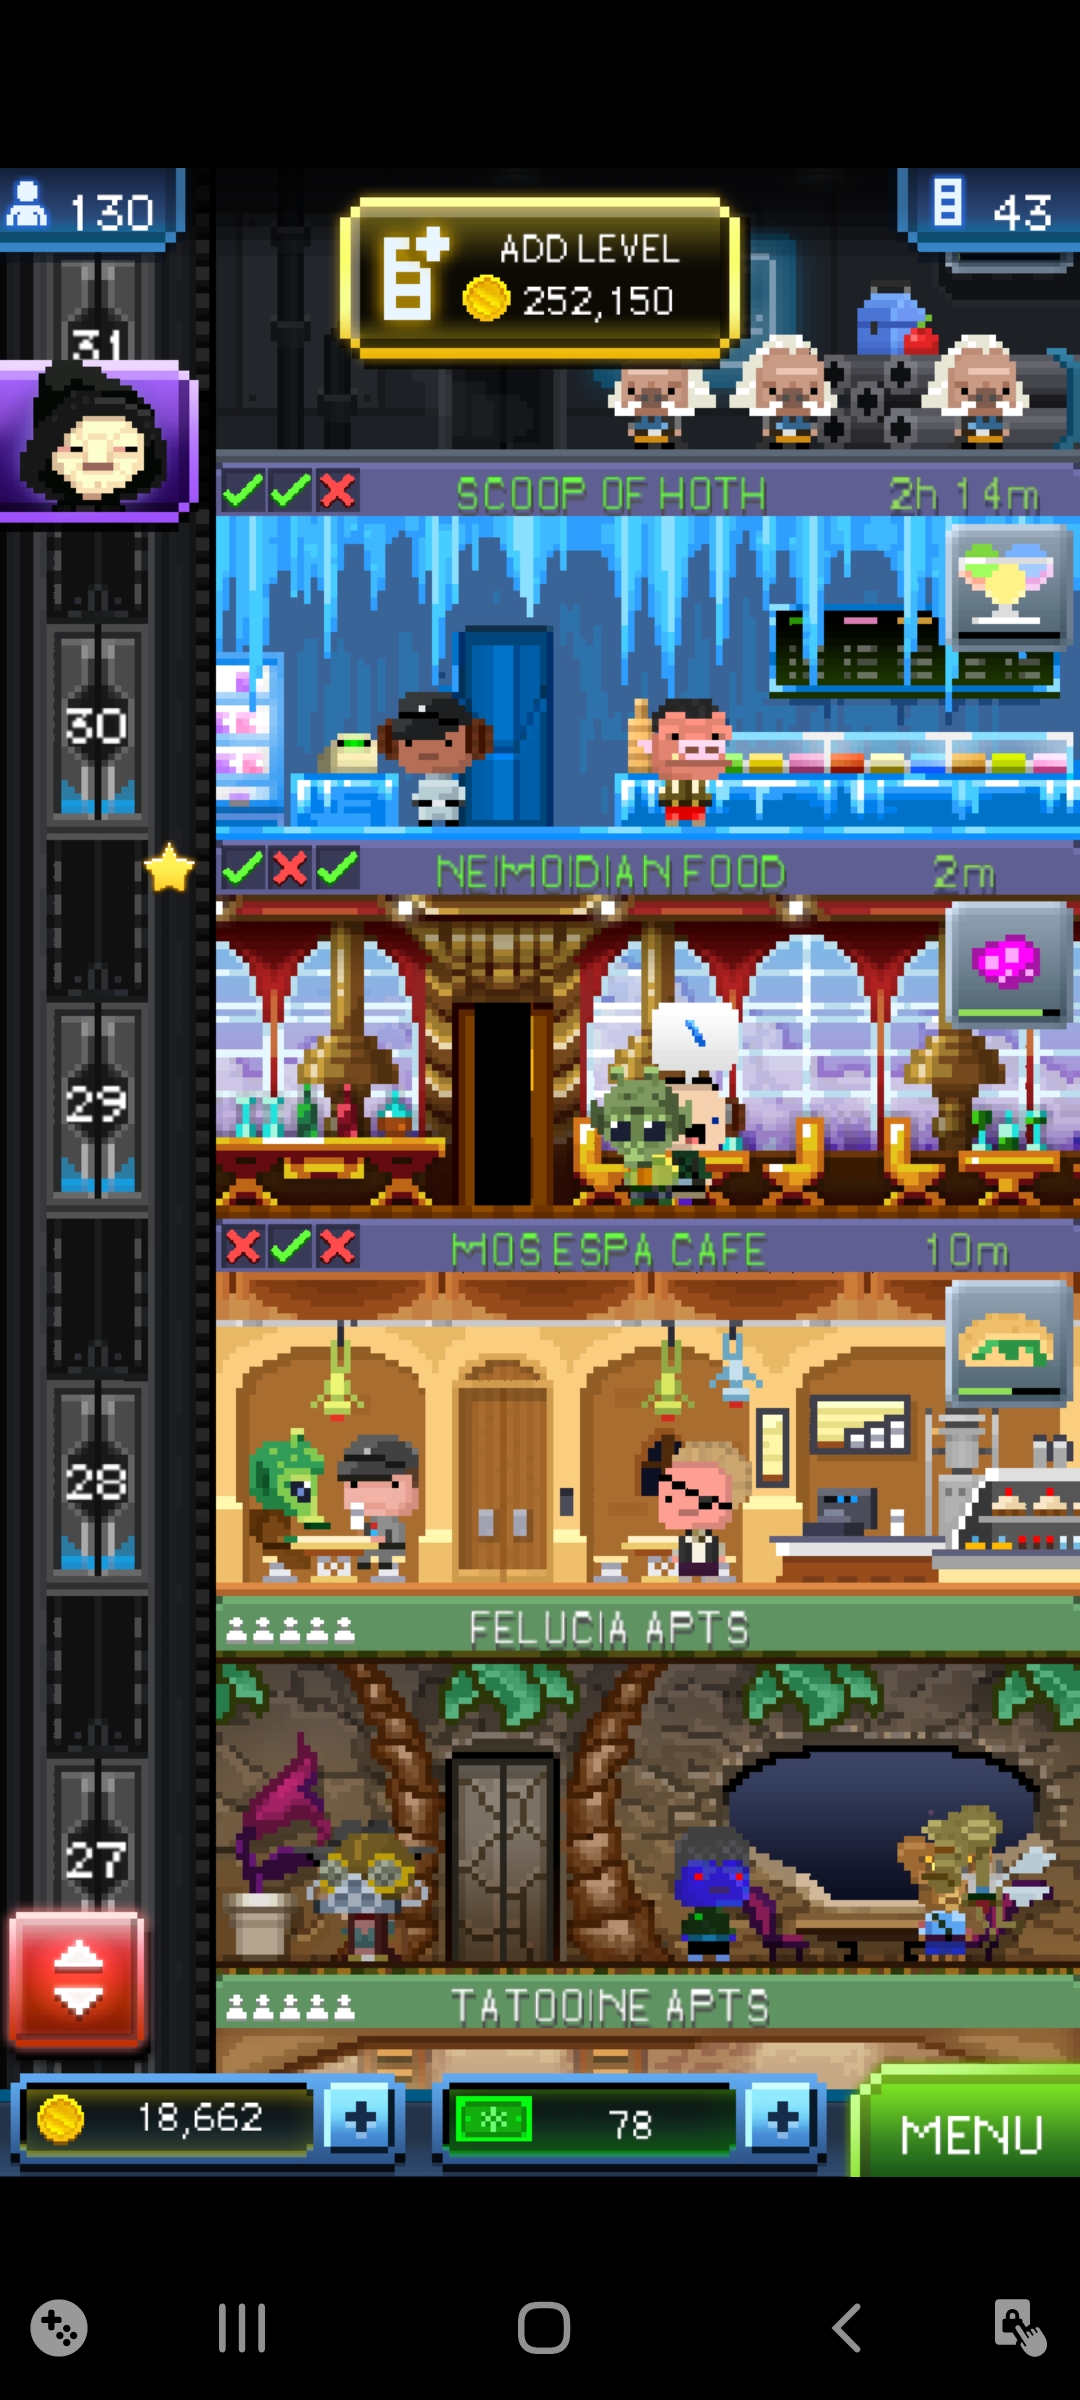 130
ADD LEVEL
252,150
43
31
SCOOP OF HOTH 2h 14m
30
NEIMOIDIAN FOOD 2m
29
MOS ESPA CAFE 10m
28
FELUCIA APTS
27
TATOOINE APTS
18,662
78
MENU